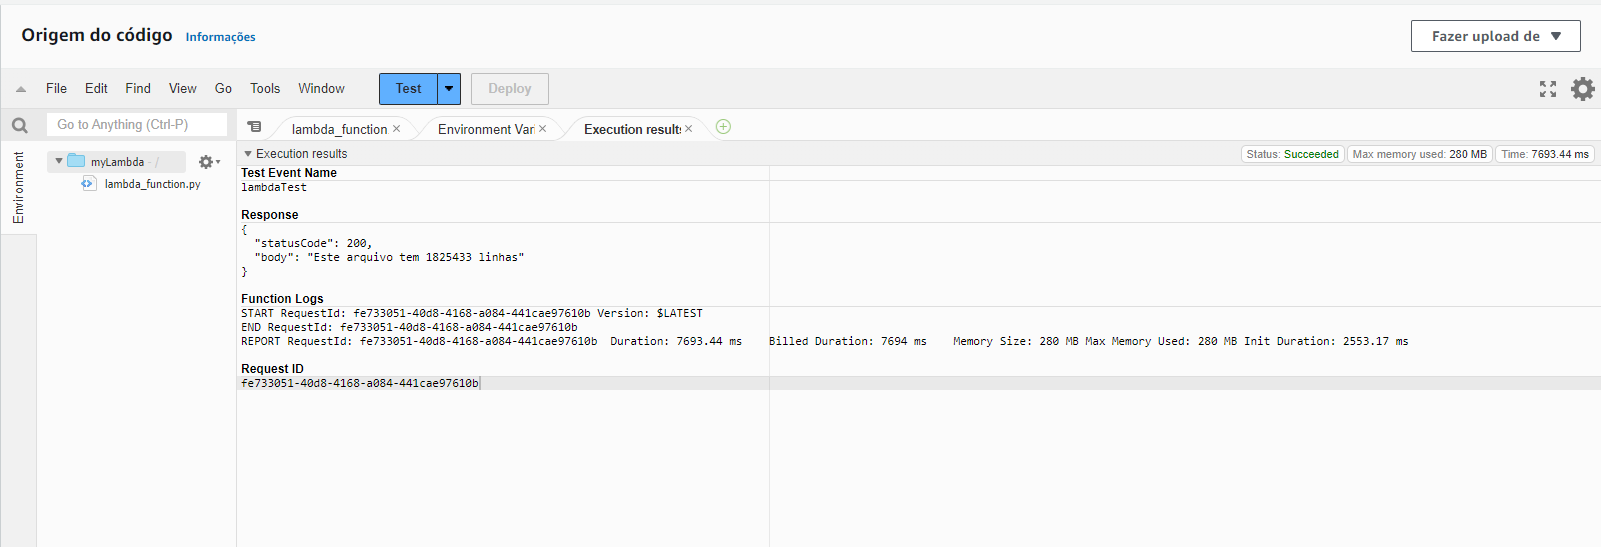 Origem do código Informações Fazer upload de
File Edit Find View Go Tools Window Test Deploy
Go to Anything (Ctrl-P) lambda_function Environment Vari Execution results
Environment
myLambda - /
lambda_function.py
Execution results Status: Succeeded Max memory used: 280 MB Time: 7693.44 ms
Test Event Name
lambdaTest
Response
{
"statusCode": 200,
"body": "Este arquivo tem 1825433 linhas"
}
Function Logs
START RequestId: fe733051-40d8-4168-a084-441cae97610b Version: $LATEST
END RequestId: fe733051-40d8-4168-a084-441cae97610b
REPORT RequestId: fe733051-40d8-4168-a084-441cae97610b Duration: 7693.44 ms Billed Duration: 7694 ms Memory Size: 280 MB Max Memory Used: 280 MB Init Duration: 2553.17 ms
Request ID
fe733051-40d8-4168-a084-441cae97610b